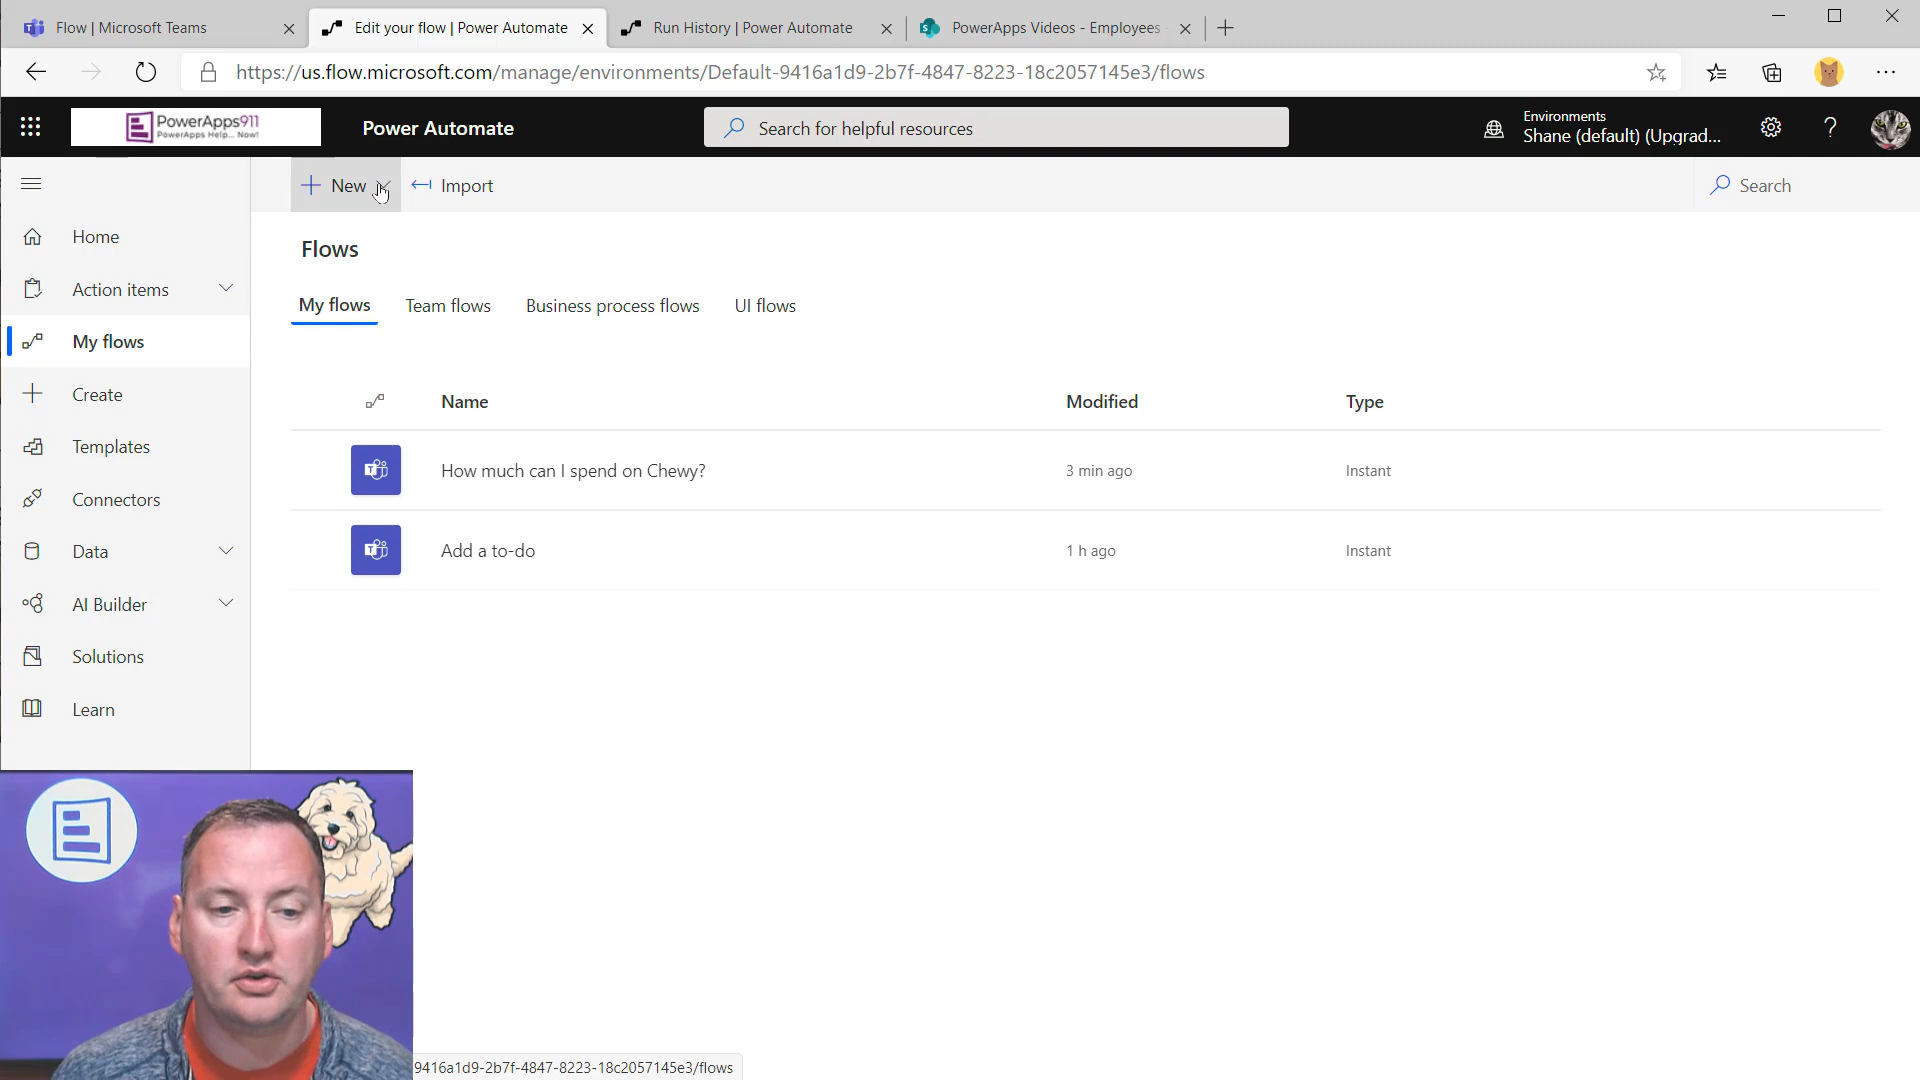 Flow | Microsoft Teams
Edit your flow | Power Automate
Run History | Power Automate
PowerApps Videos - Employees
https://us.flow.microsoft.com/manage/environments/Default-9416a1d9-2b7f-4847-8223-18c2057145e3/flows
PowerApps911
PowerApps Help... Now!
Power Automate
Search for helpful resources
Environments
Shane (default) (Upgrad...
New
Import
Search
Home
Action items
My flows
Create
Templates
Connectors
Data
AI Builder
Solutions
Learn
Flows
My flows
Team flows
Business process flows
UI flows
Name
Modified
Type
How much can I spend on Chewy?
3 min ago
Instant
Add a to-do
1 h ago
Instant
9416a1d9-2b7f-4847-8223-18c2057145e3/flows